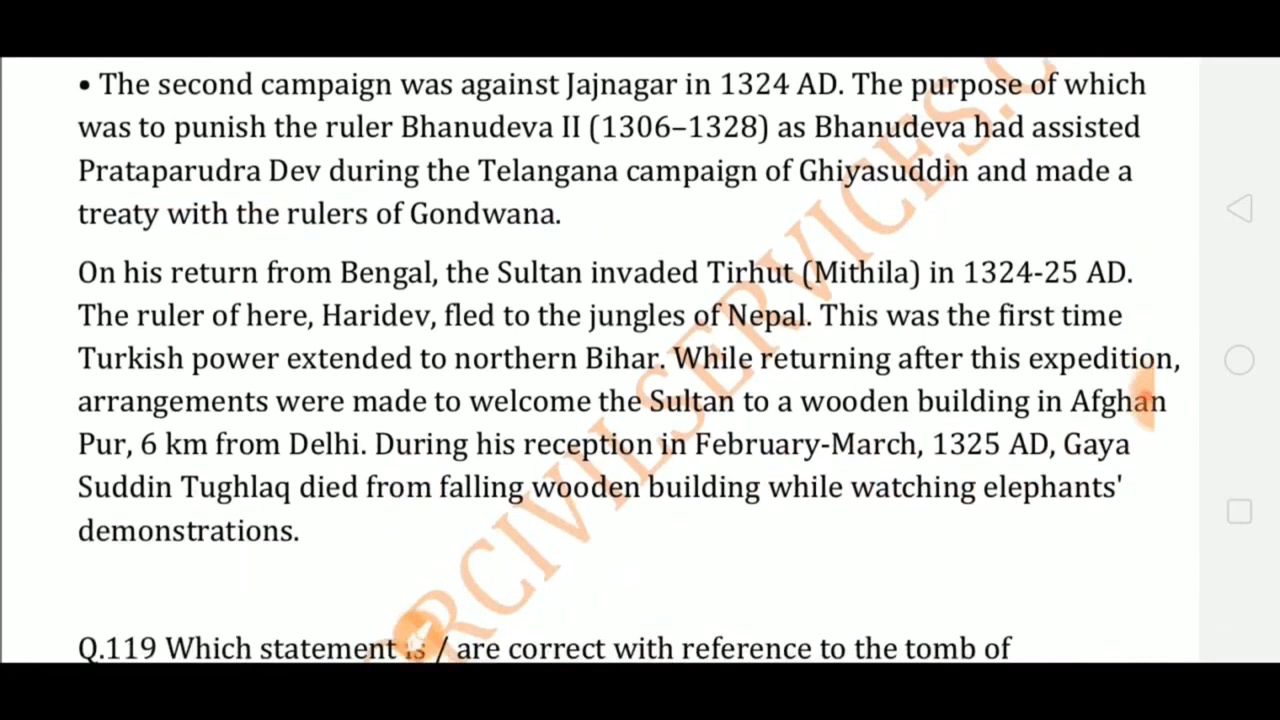 • The second campaign was against Jajnagar in 1324 AD. The purpose of which
was to punish the ruler Bhanudeva II (1306–1328) as Bhanudeva had assisted
Prataparudra Dev during the Telangana campaign of Ghiyasuddin and made a
treaty with the rulers of Gondwana.
On his return from Bengal, the Sultan invaded Tirhut (Mithila) in 1324-25 AD.
The ruler of here, Haridev, fled to the jungles of Nepal. This was the first time
Turkish power extended to northern Bihar. While returning after this expedition,
arrangements were made to welcome the Sultan to a wooden building in Afghan
Pur, 6 km from Delhi. During his reception in February-March, 1325 AD, Gaya
Suddin Tughlaq died from falling wooden building while watching elephants'
demonstrations.
Q.119 Which statement is / are correct with reference to the tomb of
RCIVILSERVICES.C